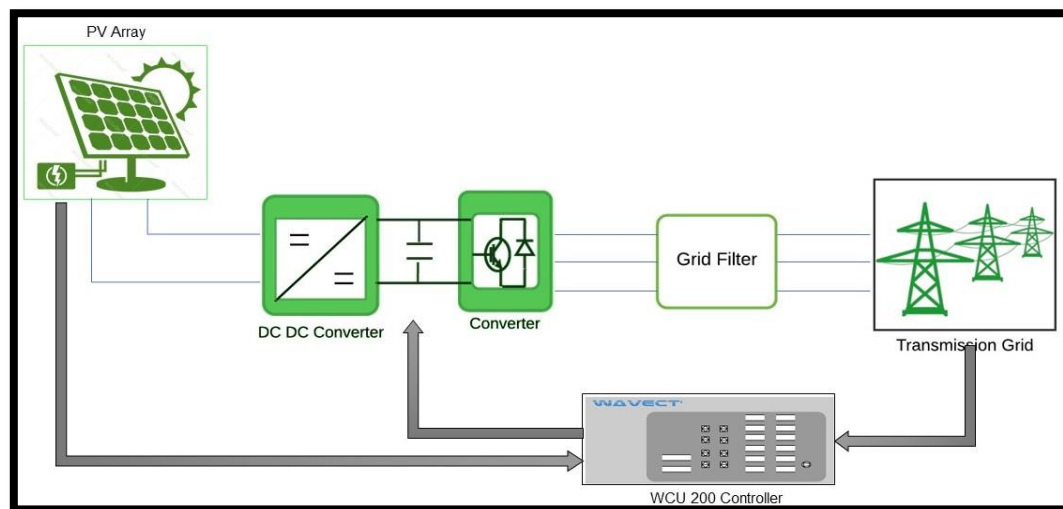 PV Array
DC DC Converter
Converter
Grid Filter
Transmission Grid
WAVECT
WCU 200 Controller